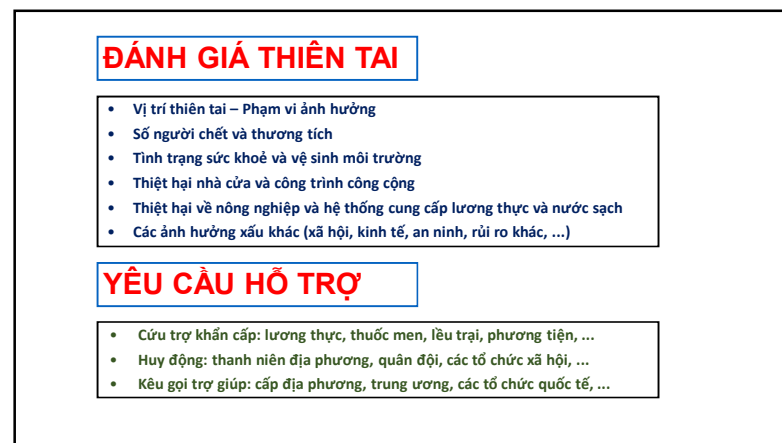 ĐÁNH GIÁ THIÊN TAI
• Vị trí thiên tai – Phạm vi ảnh hưởng
• Số người chết và thương tích
• Tình trạng sức khoẻ và vệ sinh môi trường
• Thiệt hại nhà cửa và công trình công cộng
• Thiệt hại về nông nghiệp và hệ thống cung cấp lương thực và nước sạch
• Các ảnh hưởng xấu khác (xã hội, kinh tế, an ninh, rủi ro khác, ...)
YÊU CẦU HỖ TRỢ
• Cứu trợ khẩn cấp: lương thực, thuốc men, lều trại, phương tiện, ...
• Huy động: thanh niên địa phương, quân đội, các tổ chức xã hội, ...
• Kêu gọi trợ giúp: cấp địa phương, trung ương, các tổ chức quốc tế, ...